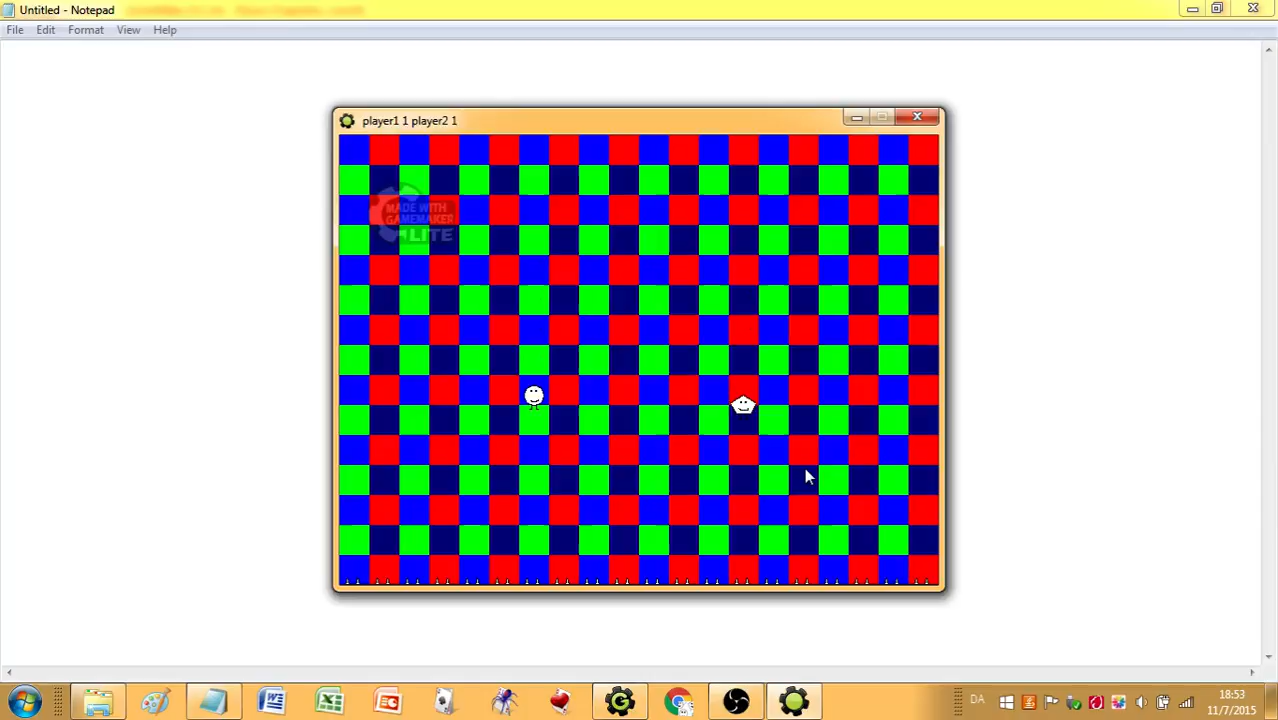 Untitled - Notepad
File Edit Format View Help
player1 1 player2 1
MADE WITH
GAMEMAKER
LITE
DA
18:53
11/7/2015